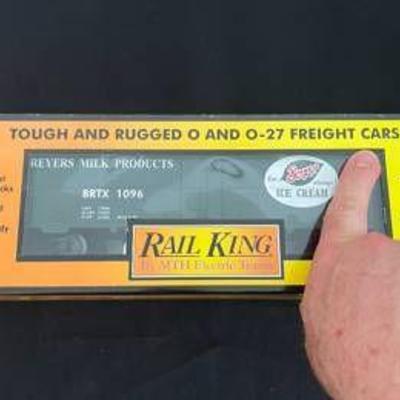 TOUGH AND RUGGED O AND O-27 FREIGHT CARS
REYERS MILK PRODUCTS
BRTX 1096
ICE CREAM
RAIL KING
By MTH Electric Trains